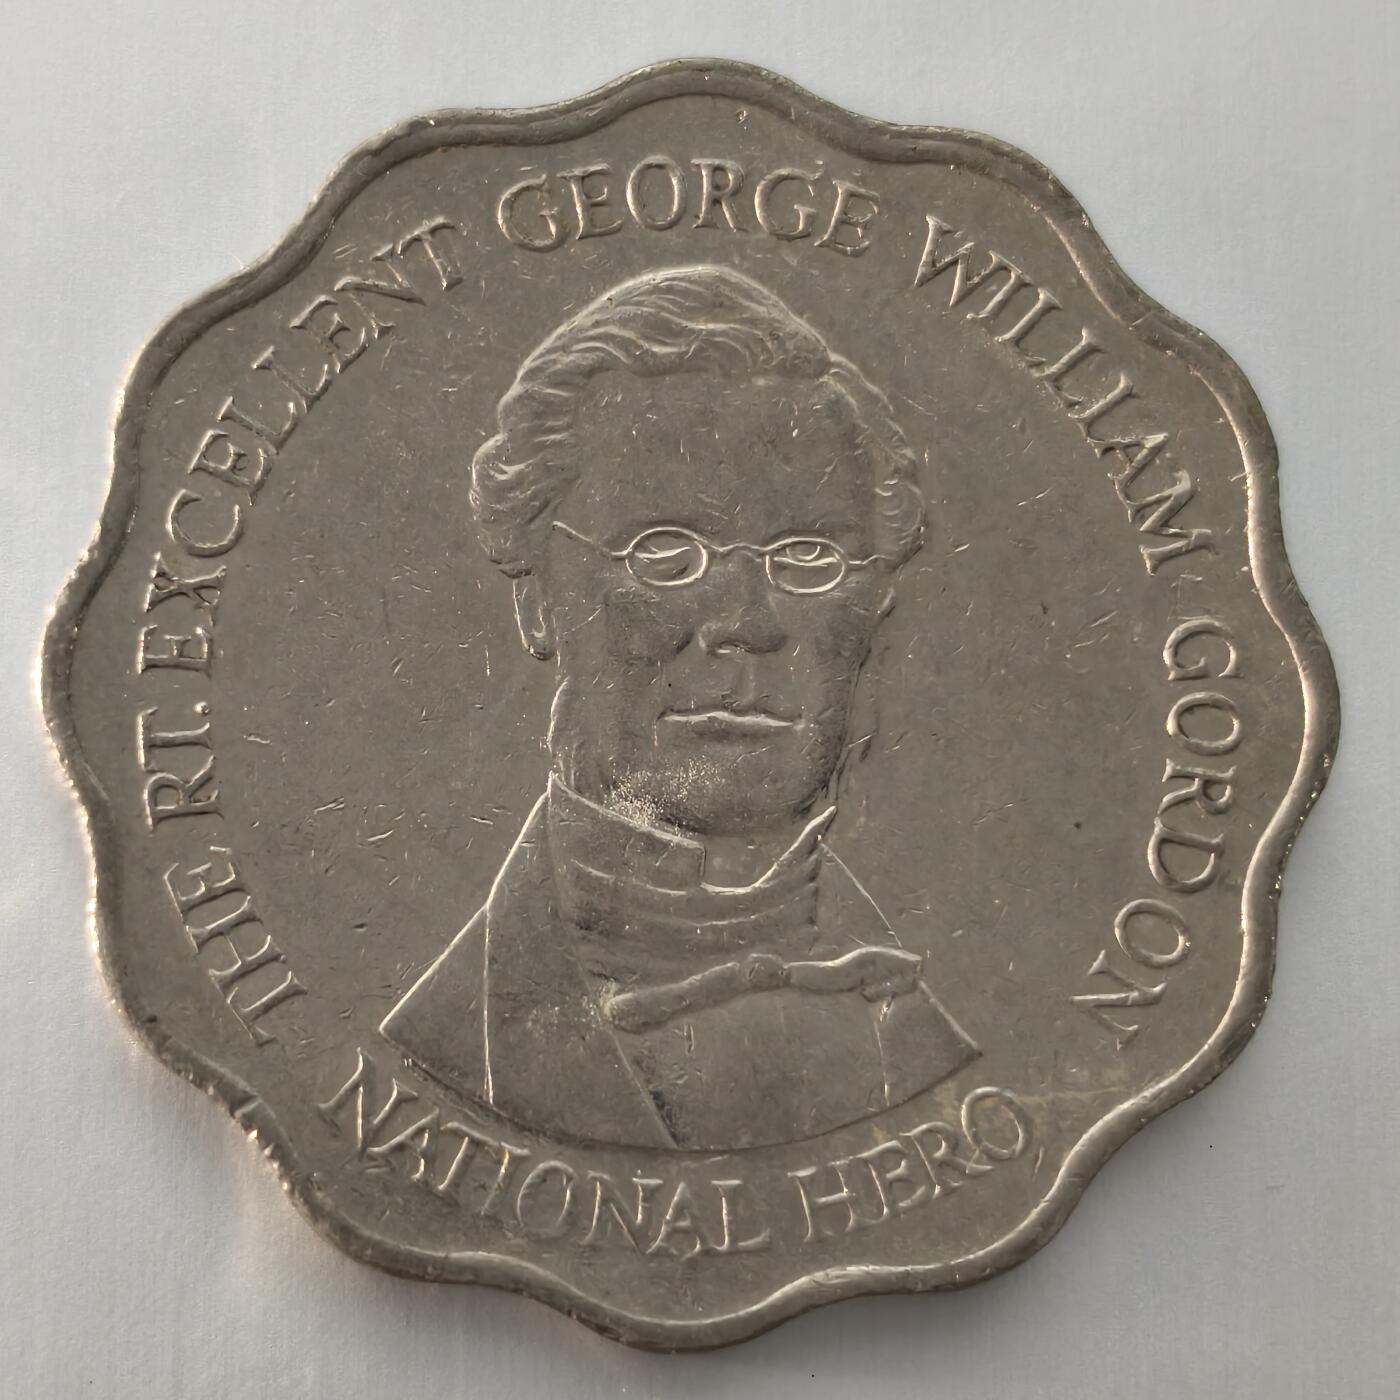 THE RT. EXCELLENT GEORGE WILLIAM GORDON
NATIONAL HERO